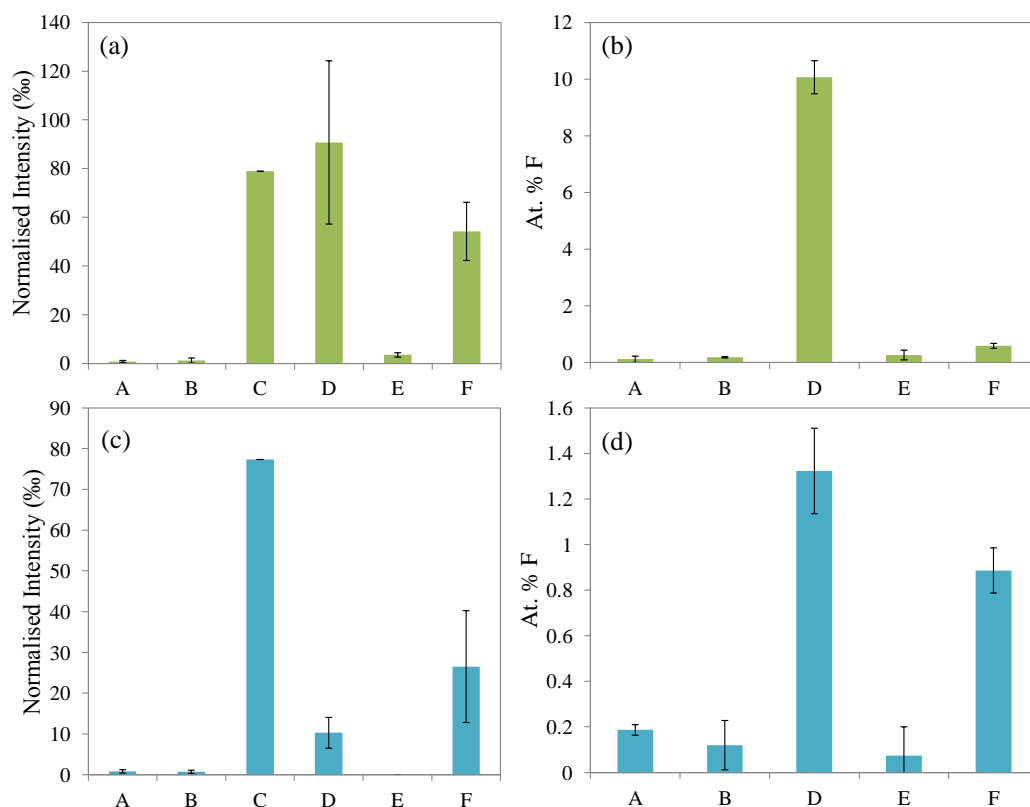 (a)
Normalised Intensity (‰)
140
120
100
80
60
40
20
0
A B C D E F
(b)
At. % F
12
10
8
6
4
2
0
A B D E F
(c)
Normalised Intensity (‰)
90
80
70
60
50
40
30
20
10
0
A B C D E F
(d)
At. % F
1.6
1.4
1.2
1
0.8
0.6
0.4
0.2
0
A B D E F